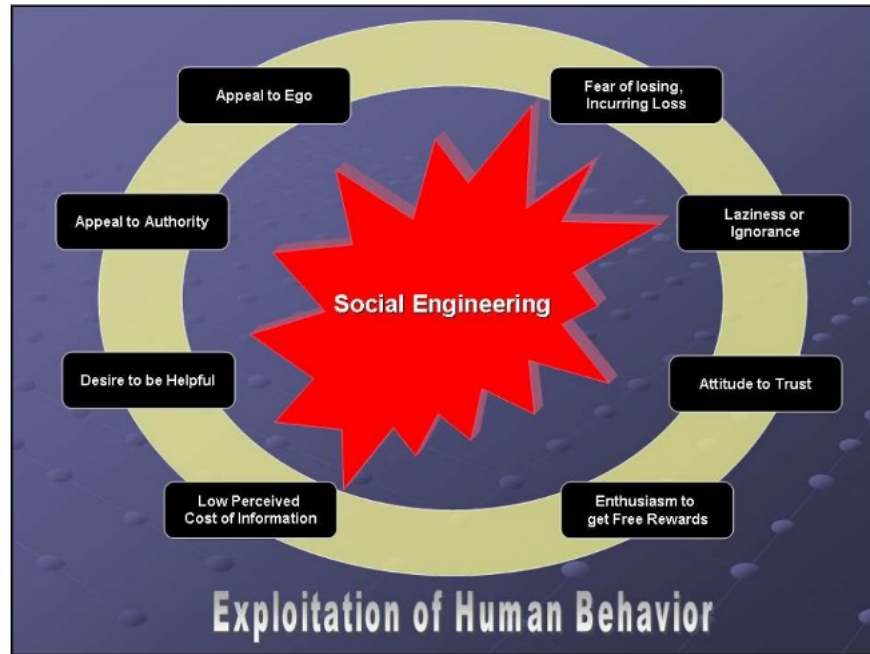 Appeal to Ego
Fear of losing,
Incurring Loss
Appeal to Authority
Laziness or
Ignorance
Social Engineering
Desire to be Helpful
Attitude to Trust
Low Perceived
Cost of Information
Enthusiasm to
get Free Rewards
Exploitation of Human Behavior